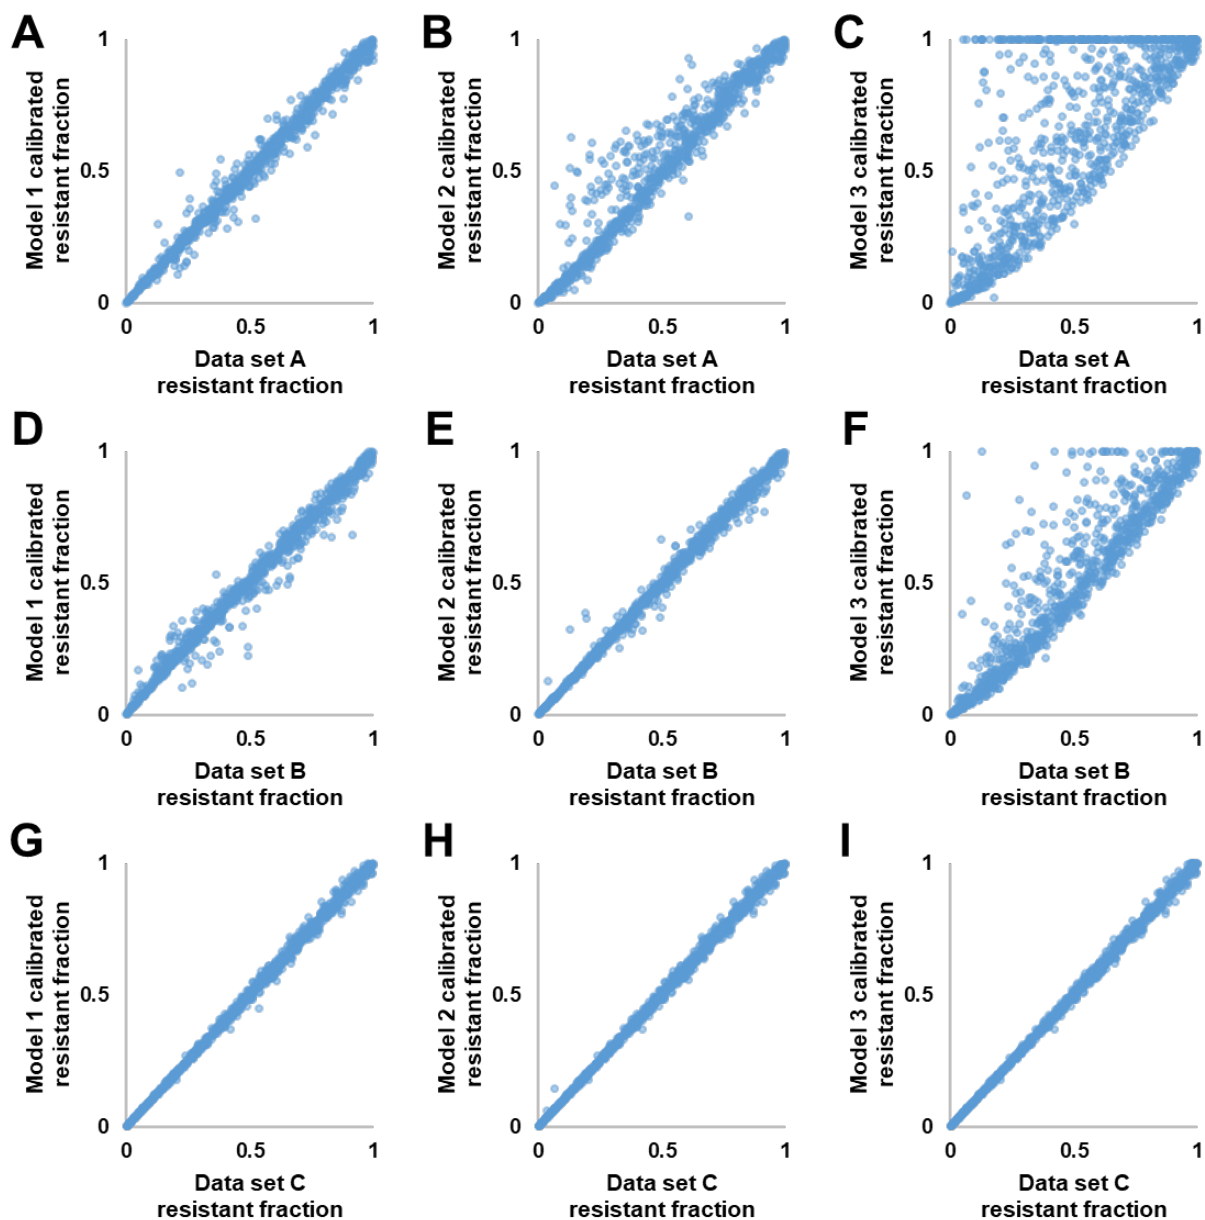 A
1
0.5
0
Model 1 calibrated
resistant fraction
0
0.5
1
Data set A
resistant fraction
B
1
0.5
0
Model 2 calibrated
resistant fraction
0
0.5
1
Data set A
resistant fraction
C
1
0.5
0
Model 3 calibrated
resistant fraction
0
0.5
1
Data set A
resistant fraction
D
1
0.5
0
Model 1 calibrated
resistant fraction
0
0.5
1
Data set B
resistant fraction
E
1
0.5
0
Model 2 calibrated
resistant fraction
0
0.5
1
Data set B
resistant fraction
F
1
0.5
0
Model 3 calibrated
resistant fraction
0
0.5
1
Data set B
resistant fraction
G
1
0.5
0
Model 1 calibrated
resistant fraction
0
0.5
1
Data set C
resistant fraction
H
1
0.5
0
Model 2 calibrated
resistant fraction
0
0.5
1
Data set C
resistant fraction
I
1
0.5
0
Model 3 calibrated
resistant fraction
0
0.5
1
Data set C
resistant fraction